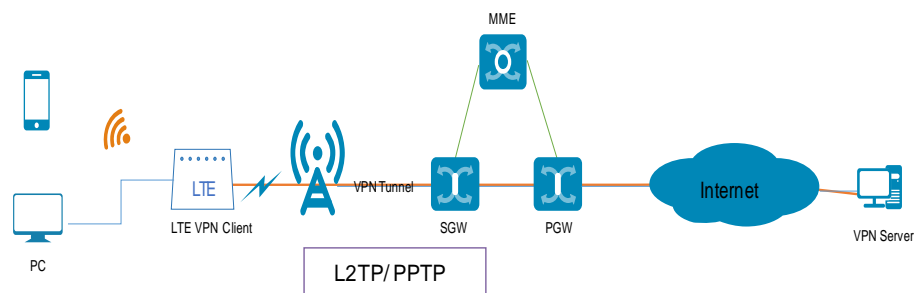 MME
LTE
VPN Tunnel
Internet
LTE VPN Client
SGW
PGW
VPN Server
PC
L2TP/PPTP